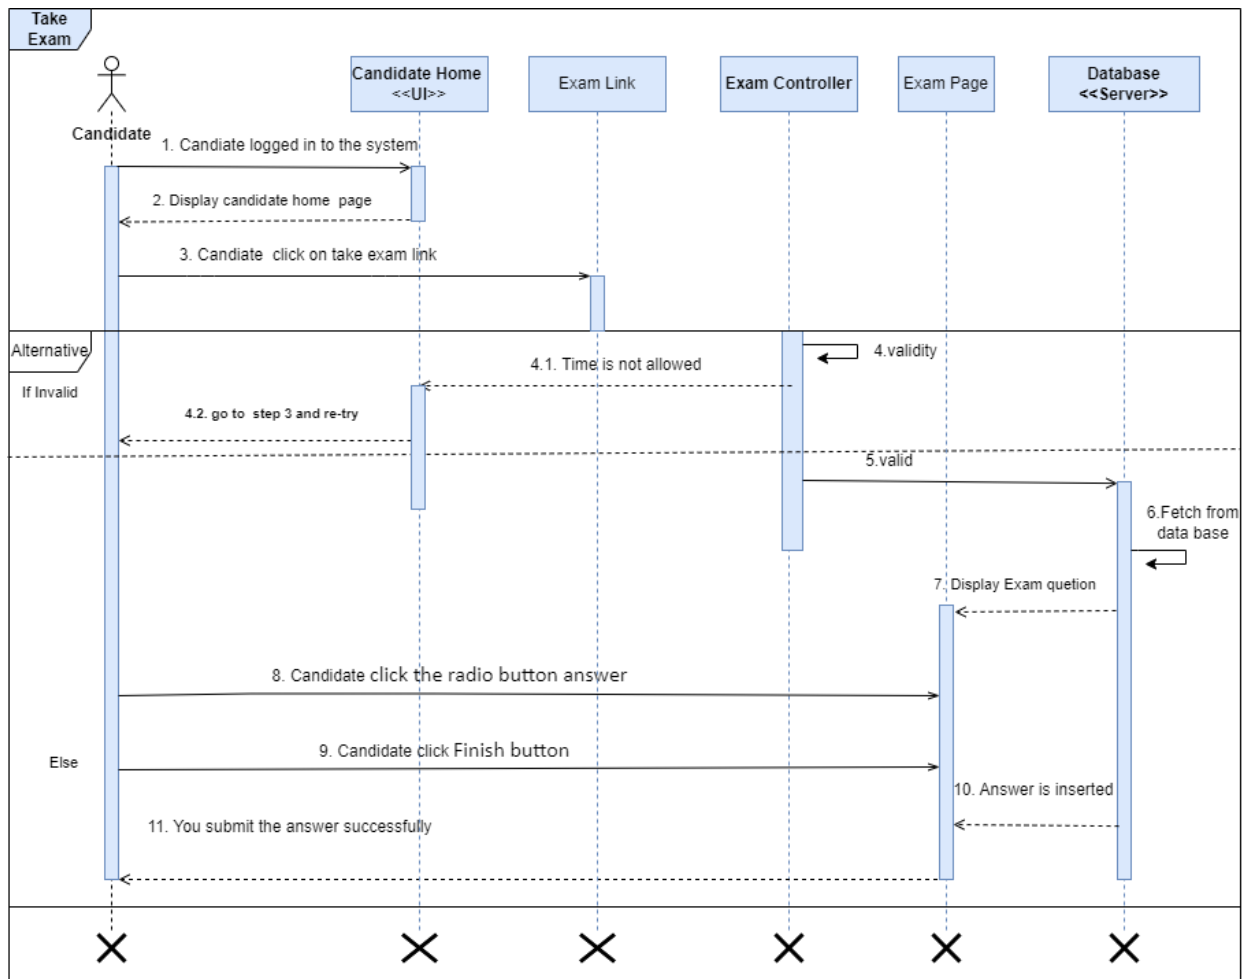 Take
Exam
Candidate Home
<<UI>>
Exam Link
Exam Controller
Exam Page
Database
<<Server>>
Candidate
1. Candiate logged in to the system
2. Display candidate home page
3. Candiate click on take exam link
Alternative
4.validity
4.1. Time is not allowed
If Invalid
4.2. go to step 3 and re-try
5.valid
6.Fetch from
data base
7. Display Exam quetion
8. Candidate click the radio button answer
9. Candidate click Finish button
Else
10. Answer is inserted
11. You submit the answer successfully